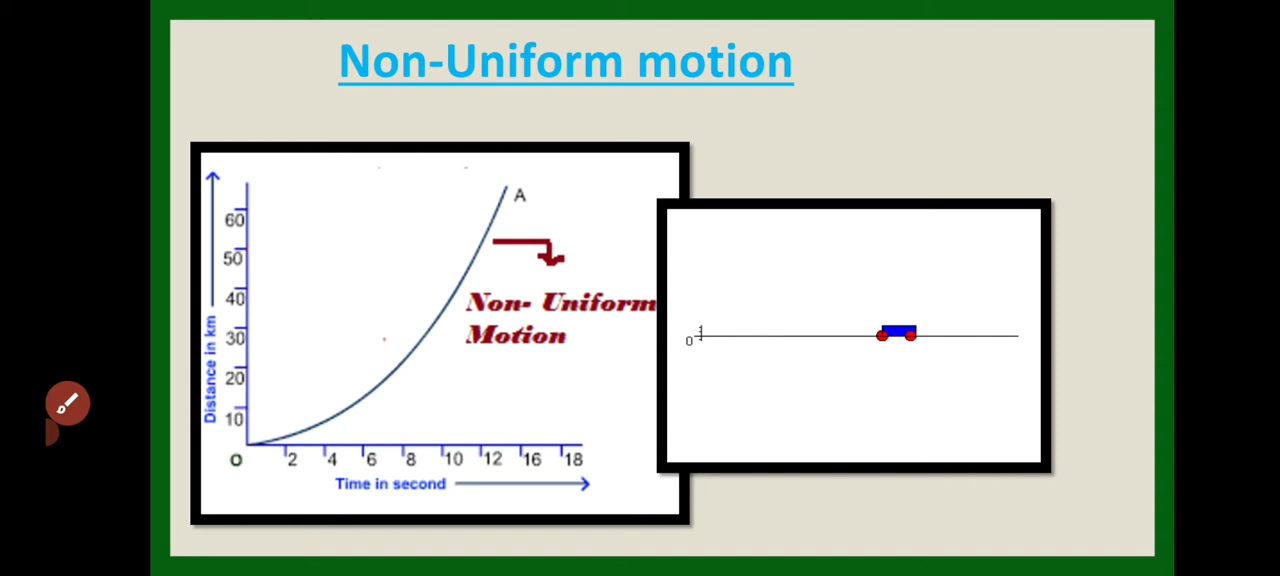 Non-Uniform motion
A
60
50
40
30
20
10
Distance in km
Non- Uniform
Motion
O
2 4 6 8 10 12 16 18
Time in second
0